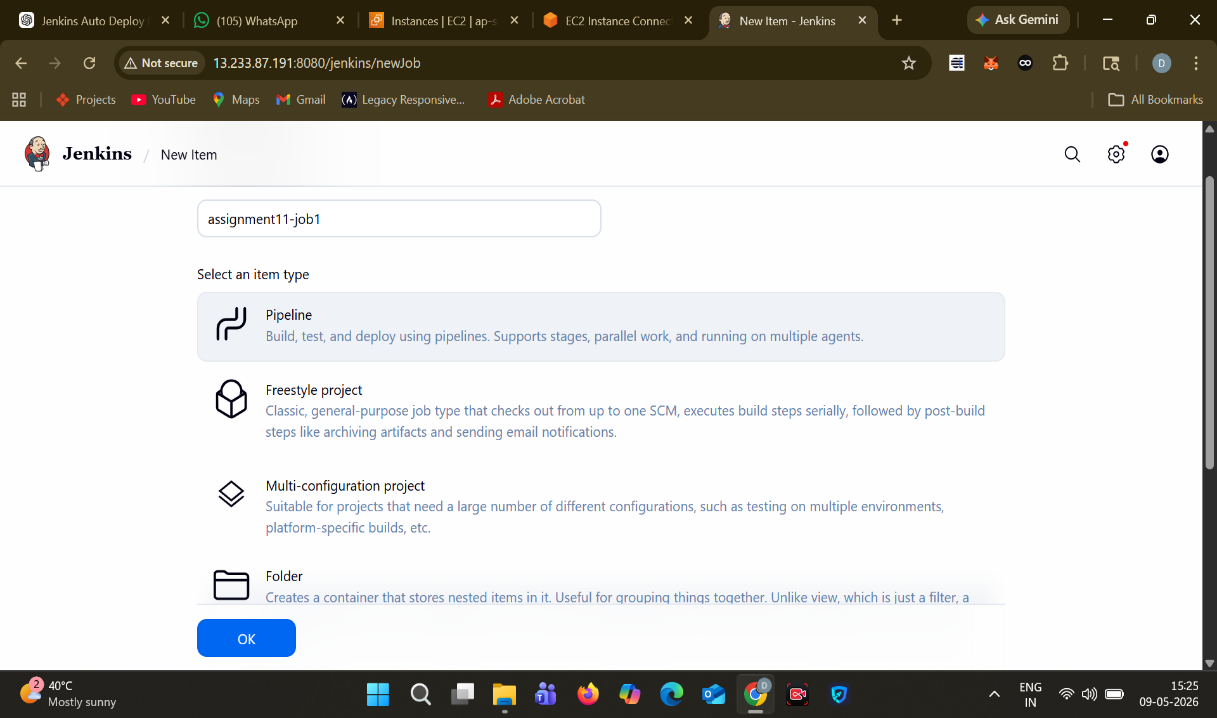 Jenkins Auto Deploy
(105) WhatsApp
Instances | EC2 | ap-s
EC2 Instance Connec
New Item - Jenkins
Ask Gemini
Not secure
13.233.87.191:8080/jenkins/newJob
D
Projects
YouTube
Maps
Gmail
Legacy Responsive...
Adobe Acrobat
All Bookmarks
Jenkins / New Item
assignment11-job1
Select an item type
Pipeline
Build, test, and deploy using pipelines. Supports stages, parallel work, and running on multiple agents.
Freestyle project
Classic, general-purpose job type that checks out from up to one SCM, executes build steps serially, followed by post-build
steps like archiving artifacts and sending email notifications.
Multi-configuration project
Suitable for projects that need a large number of different configurations, such as testing on multiple environments,
platform-specific builds, etc.
Folder
Creates a container that stores nested items in it. Useful for grouping things together. Unlike view, which is just a filter, a
OK
2
40°C
Mostly sunny
D
ENG
IN
15:25
09-05-2026